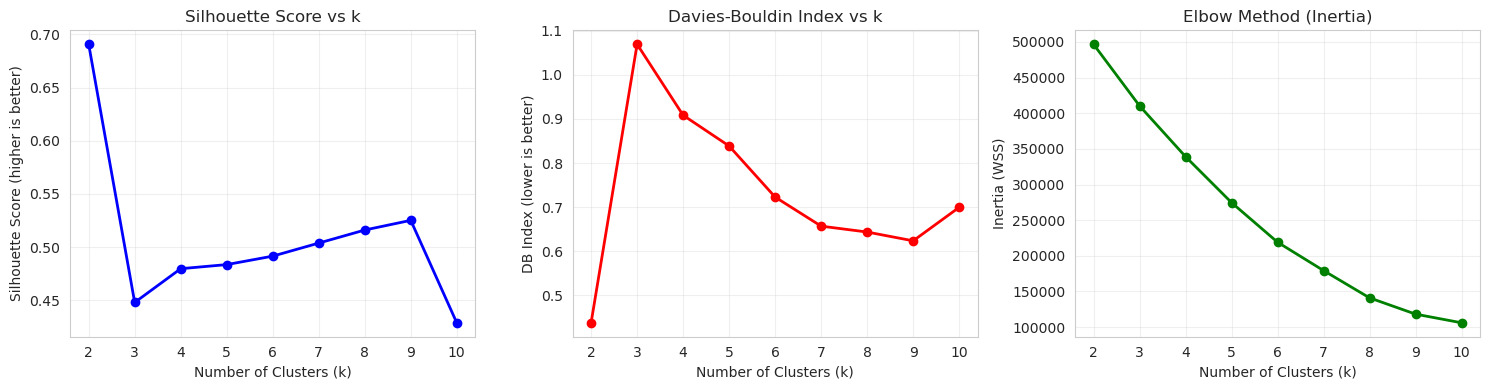 Silhouette Score vs k
Silhouette Score (higher is better)
0.70
0.65
0.60
0.55
0.50
0.45
2 3 4 5 6 7 8 9 10
Number of Clusters (k)
Davies-Bouldin Index vs k
DB Index (lower is better)
1.1
1.0
0.9
0.8
0.7
0.6
0.5
2 3 4 5 6 7 8 9 10
Number of Clusters (k)
Elbow Method (Inertia)
Inertia (WSS)
500000
450000
400000
350000
300000
250000
200000
150000
100000
2 3 4 5 6 7 8 9 10
Number of Clusters (k)